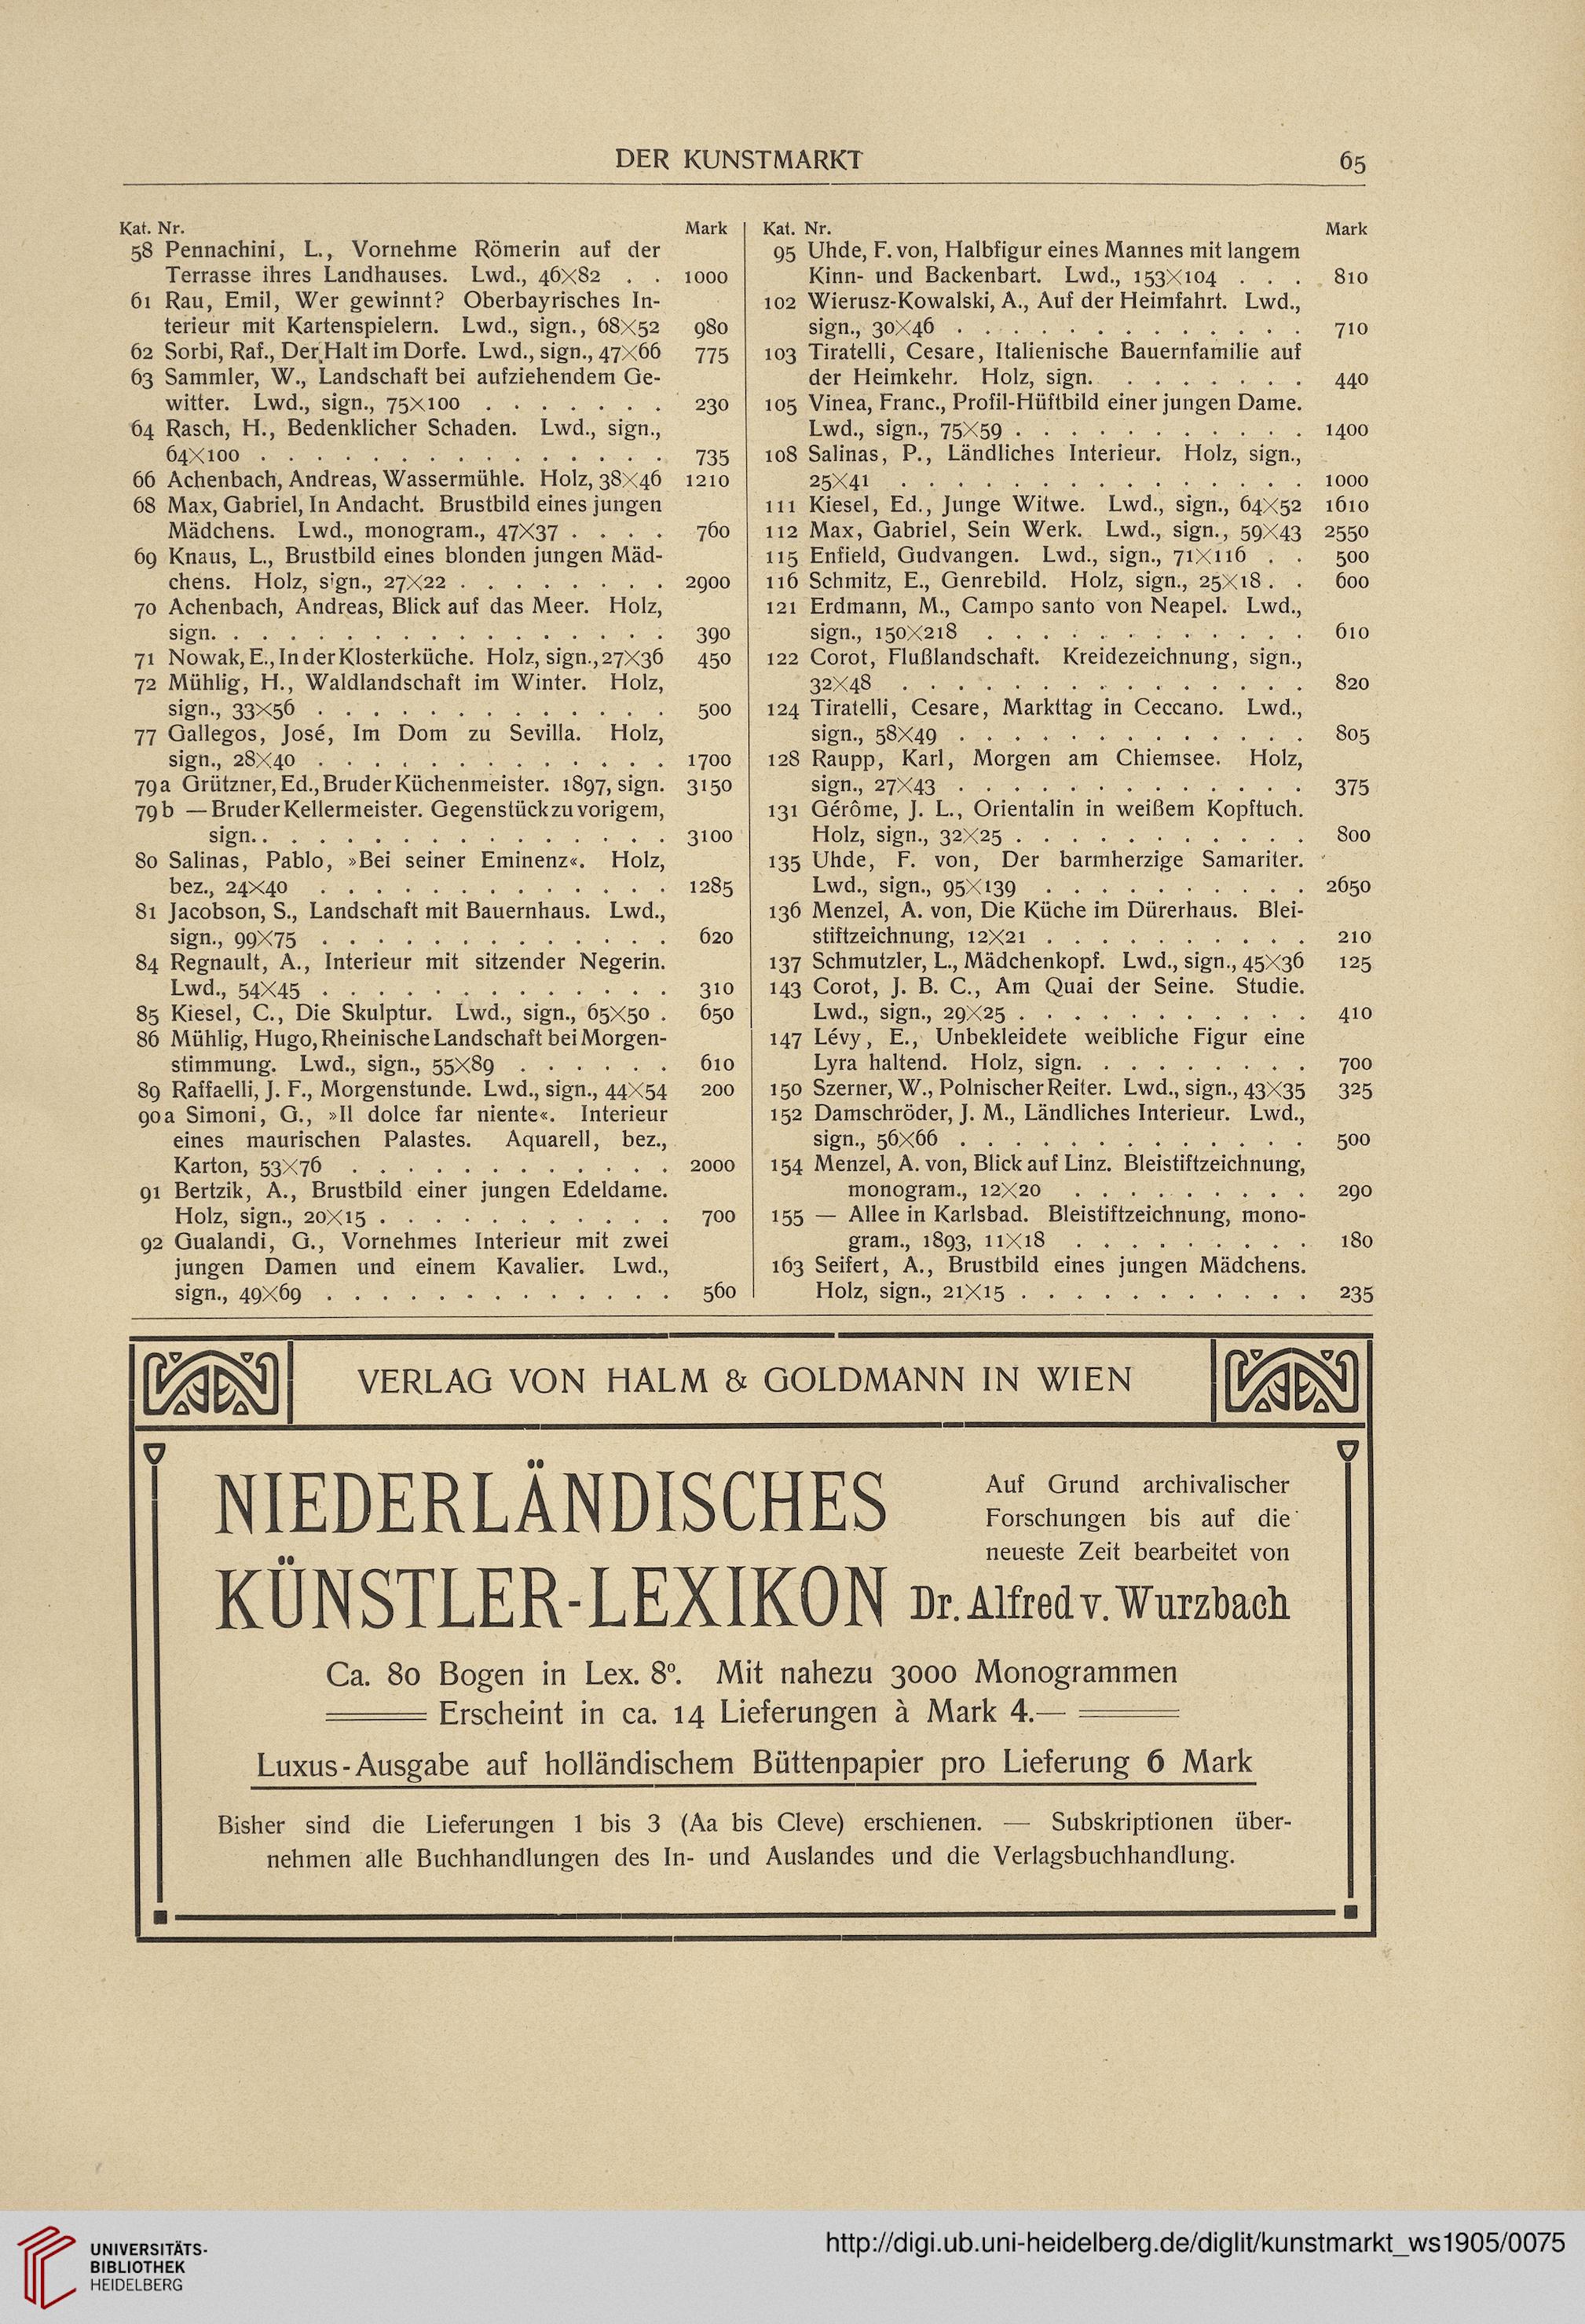 DER KUNSTMARKT 65
Kat. Nr. Mark
58 Pennachini, L., Vornehme Römerin auf der
Terrasse ihres Landhauses. Lwd., 46×82 . . 1000
61 Rau, Emil, Wer gewinnt? Oberbayrisches In-
terieur mit Kartenspielern. Lwd., sign., 68×52 980
62 Sorbi, Raf., Der Halt im Dorfe. Lwd., sign., 47×66 775
63 Sammler, W., Landschaft bei aufziehendem Ge-
witter. Lwd., sign., 75×100 . . . . . . . 230
64 Rasch, H., Bedenklicher Schaden. Lwd., sign.,
64×100 . . . . . . . . . . . . . . . 735
66 Achenbach, Andreas, Wassermühle. Holz, 38×46 1210
68 Max, Gabriel, In Andacht. Brustbild eines jungen
Mädchens. Lwd., monogram., 47×37 . . . . 760
69 Knaus, L., Brustbild eines blonden jungen Mäd-
chens. Holz, sign., 27×22 . . . . . . . . 2900
70 Achenbach, Andreas, Blick auf das Meer. Holz,
sign. . . . . . . . . . . . . . . . . 390
71 Nowak, E., In der Klosterküche. Holz, sign., 27×36 450
72 Mühlig, H., Waldlandschaft im Winter. Holz,
sign., 33×56 . . . . . . . . . . . . . 500
77 Gallegos, José, Im Dom zu Sevilla. Holz,
sign., 28×40 . . . . . . . . . . . . . 1700
79a Grützner, Ed., Bruder Küchenmeister. 1897, sign. 3150
79b — Bruder Kellermeister. Gegenstück zu vorigem,
sign. . . . . . . . . . . . . . . . 3100
80 Salinas, Pablo, »Bei seiner Eminenz«. Holz,
bez., 24×40 . . . . . . . . . . . . . 1285
81 Jacobson, S., Landschaft mit Bauernhaus. Lwd.,
sign., 99×75 . . . . . . . . . . . . . 620
84 Regnault, A., Interieur mit sitzender Negerin.
Lwd., 54×45 . . . . . . . . . . . . . 310
85 Kiesel, C., Die Skulptur. Lwd., sign., 65×50 . 650
86 Mühlig, Hugo, Rheinische Landschaft bei Morgen-
stimmung. Lwd., sign., 55×89 . . . . . . 610
89 Raffaelli, J. F., Morgenstunde. Lwd., sign., 44×54 200
90a Simoni, G., »Il dolce far niente«. Interieur
eines maurischen Palastes. Aquarell, bez.,
Karton, 53×76 . . . . . . . . . . . . 2000
91 Bertzik, A., Brustbild einer jungen Edeldame.
Holz, sign., 20×15 . . . . . . . . . . . 700
92 Gualandi, G., Vornehmes Interieur mit zwei
jungen Damen und einem Kavalier. Lwd.,
sign., 49×69 . . . . . . . . . . . . . 560
Kat. Nr. Mark
95 Uhde, F. von, Halbfigur eines Mannes mit langem
Kinn- und Backenbart. Lwd., 153×104 . . . 810
102 Wierusz-Kowalski, A., Auf der Heimfahrt. Lwd.,
sign., 30×46 . . . . . . . . . . . . . 710
103 Tiratelli, Cesare, Italienische Bauernfamilie auf
der Heimkehr. Holz, sign. . . . . . . . . 440
105 Vinea, Franc., Profil-Hüftbild einer jungen Dame.
Lwd., sign., 75×59 . . . . . . . . . . . 1400
108 Salinas, P., Ländliches Interieur. Holz, sign.,
25×41 . . . . . . . . . . . . . . . 1000
111 Kiesel, Ed., Junge Witwe. Lwd., sign., 64×52 1610
112 Max, Gabriel, Sein Werk. Lwd., sign., 59×43 2550
115 Enfield, Gudvangen. Lwd., sign., 71×116 . . 500
116 Schmitz, E., Genrebild. Holz, sign., 25×18 . . 600
121 Erdmann, M., Campo santo von Neapel. Lwd.,
sign., 150×218 . . . . . . . . . . . . 610
122 Corot, Flußlandschaft. Kreidezeichnung, sign.,
32×48 . . . . . . . . . . . . . . . 820
124 Tiratelli, Cesare, Markttag in Ceccano. Lwd.,
sign., 58×49 . . . . . . . . . . . . . 805
128 Raupp, Karl, Morgen am Chiemsee. Holz,
sign., 27×43 . . . . . . . . . . . . . 375
131 Gérôme, J. L., Orientalin in weißem Kopftuch.
Holz, sign., 32×25 . . . . . . . . . . . 800
135 Uhde, F. von, Der barmherzige Samariter.
Lwd., sign., 95×139 . . . . . . . . . . 2650
136 Menzel, A. von, Die Küche im Dürerhaus. Blei-
stiftzeichnung, 12×21 . . . . . . . . . . 210
137 Schmutzler, L., Mädchenkopf. Lwd., sign., 45×36 125
143 Corot, J. B. C., Am Quai der Seine. Studie.
Lwd., sign., 29×25 . . . . . . . . . . . 410
147 Lévy, E., Unbekleidete weibliche Figur eine
Lyra haltend. Holz, sign. . . . . . . . . 700
150 Szerner, W., Polnischer Reiter. Lwd., sign., 43×35 325
152 Damschröder, J. M., Ländliches Interieur. Lwd.,
sign., 56×66 . . . . . . . . . . . . . 500
154 Menzel, A. von, Blick auf Linz. Bleistiftzeichnung,
monogram., 12×20 . . . . . . . . . 290
155 — Allee in Karlsbad. Bleistiftzeichnung, mono-
gram., 1893, 11×18 . . . . . . . . . 180
163 Seifert, A., Brustbild eines jungen Mädchens.
Holz, sign., 21×15 . . . . . . . . . . . 235
VERLAG VON HALM & GOLDMANN IN WIEN
NIEDERLÄNDISCHES
KÜNSTLER-LEXIKON
Auf Grund archivalischer
Forschungen bis auf die
neueste Zeit bearbeitet von
Dr. Alfred v. Wurzbach
Ca. 80 Bogen in Lex. 8°. Mit nahezu 3000 Monogrammen
Erscheint in ca. 14 Lieferungen à Mark 4.—
Luxus-Ausgabe auf holländischem Büttenpapier pro Lieferung 6 Mark
Bisher sind die Lieferungen 1 bis 3 (Aa bis Cleve) erschienen. — Subskriptionen über-
nehmen alle Buchhandlungen des In- und Auslandes und die Verlagsbuchhandlung.
UNIVERSITÄTS-
BIBLIOTHEK
HEIDELBERG
http://digi.ub.uni-heidelberg.de/diglit/kunstmarkt_ws1905/0075